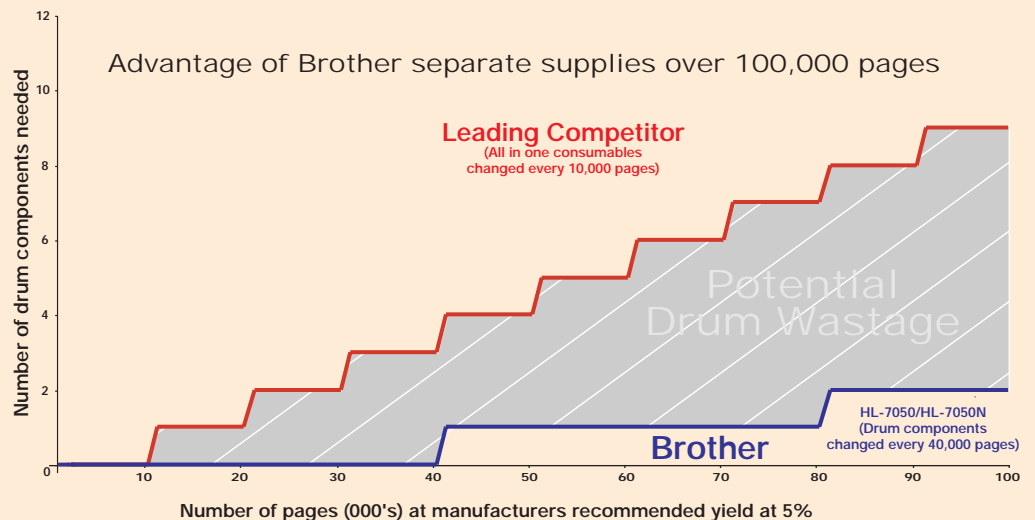 Advantage of Brother separate supplies over 100,000 pages
Number of drum components needed
12
10
8
6
4
2
0
Leading Competitor
(All in one consumables
changed every 10,000 pages)
Potential
Drum Wastage
HL-7050/HL-7050N
(Drum components
changed every 40,000 pages)
Brother
10
20
30
40
50
60
70
80
90
100
Number of pages (000's) at manufacturers recommended yield at 5%